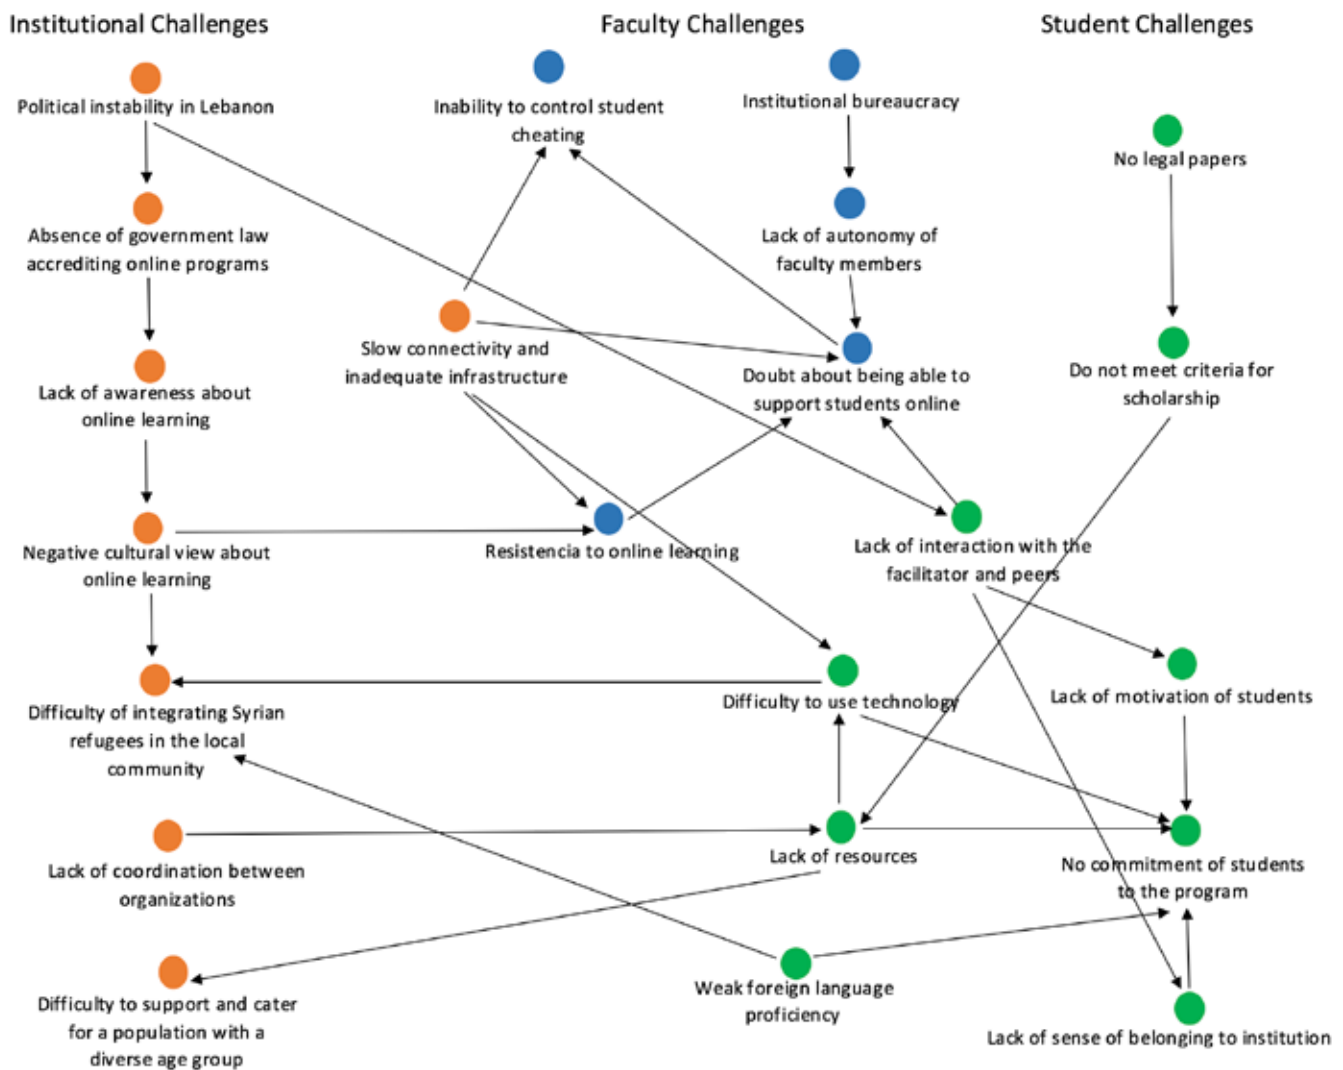 Institutional Challenges
Faculty Challenges
Student Challenges
Political instability in Lebanon
Inability to control student
cheating
Institutional bureaucracy
No legal papers
Absence of government law
accrediting online programs
Lack of autonomy of
faculty members
Slow connectivity and
inadequate infrastructure
Doubt about being able to
support students online
Do not meet criteria for
scholarship
Lack of awareness about
online learning
Negative cultural view about
online learning
Resistencia to online learning
Lack of interaction with the
facilitator and peers
Difficulty of integrating Syrian
refugees in the local
community
Difficulty to use technology
Lack of motivation of students
Lack of coordination between
organizations
Lack of resources
No commitment of students
to the program
Difficulty to support and cater
for a population with a
diverse age group
Weak foreign language
proficiency
Lack of sense of belonging to institution